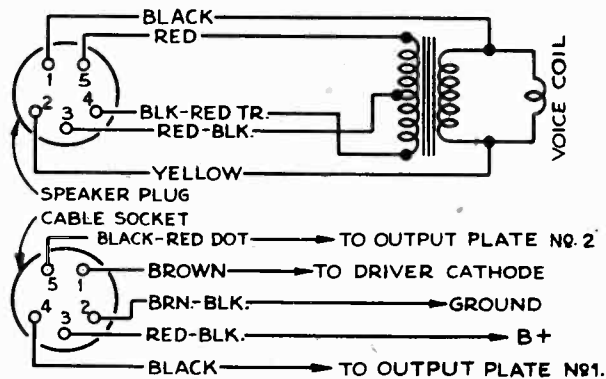 BLACK
RED
1
5
2
3
4
BLK-RED TR.
RED-BLK.
YELLOW
VOICE COIL
SPEAKER PLUG
CABLE SOCKET
BLACK-RED DOT
TO OUTPUT PLATE Nº. 2
5
1
BROWN
TO DRIVER CATHODE
4
3
2
BRN.-BLK.
GROUND
RED-BLK.
B+
BLACK
TO OUTPUT PLATE Nº1.